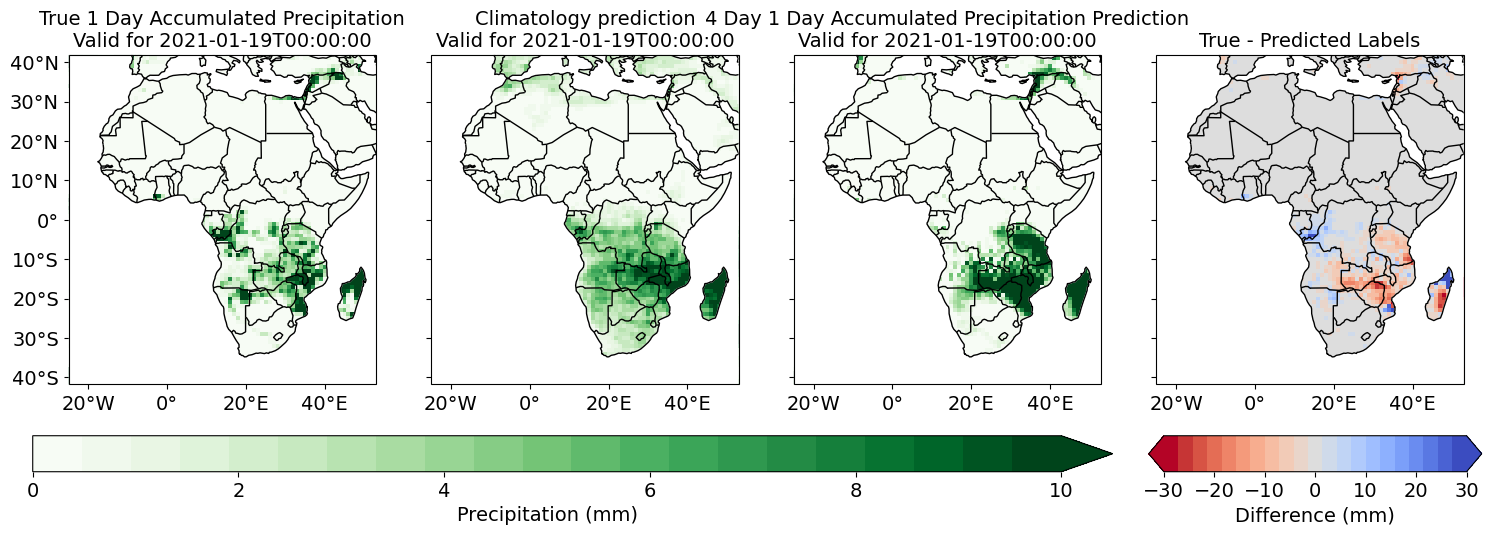 True 1 Day Accumulated Precipitation
Valid for 2021-01-19T00:00:00
Climatology prediction
Valid for 2021-01-19T00:00:00
4 Day 1 Day Accumulated Precipitation Prediction
Valid for 2021-01-19T00:00:00
True - Predicted Labels
40°N
30°N
20°N
10°N
0°
10°S
20°S
30°S
40°S
20°W 0° 20°E 40°E
20°W 0° 20°E 40°E
20°W 0° 20°E 40°E
20°W 0° 20°E 40°E
0 2 4 6 8 10
Precipitation (mm)
−30 −20 −10 0 10 20 30
Difference (mm)